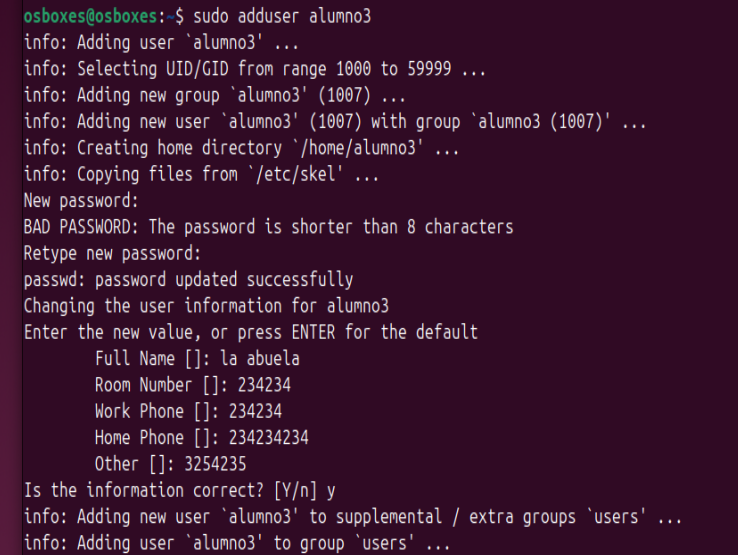 osboxes@osboxes:~$ sudo adduser alumno3
info: Adding user `alumno3' ...
info: Selecting UID/GID from range 1000 to 59999 ...
info: Adding new group `alumno3' (1007) ...
info: Adding new user `alumno3' (1007) with group `alumno3 (1007)' ...
info: Creating home directory `/home/alumno3' ...
info: Copying files from `/etc/skel' ...
New password:
BAD PASSWORD: The password is shorter than 8 characters
Retype new password:
passwd: password updated successfully
Changing the user information for alumno3
Enter the new value, or press ENTER for the default
Full Name []: la abuela
Room Number []: 234234
Work Phone []: 234234
Home Phone []: 234234234
Other []: 3254235
Is the information correct? [Y/n] y
info: Adding new user `alumno3' to supplemental / extra groups `users' ...
info: Adding user `alumno3' to group `users' ...